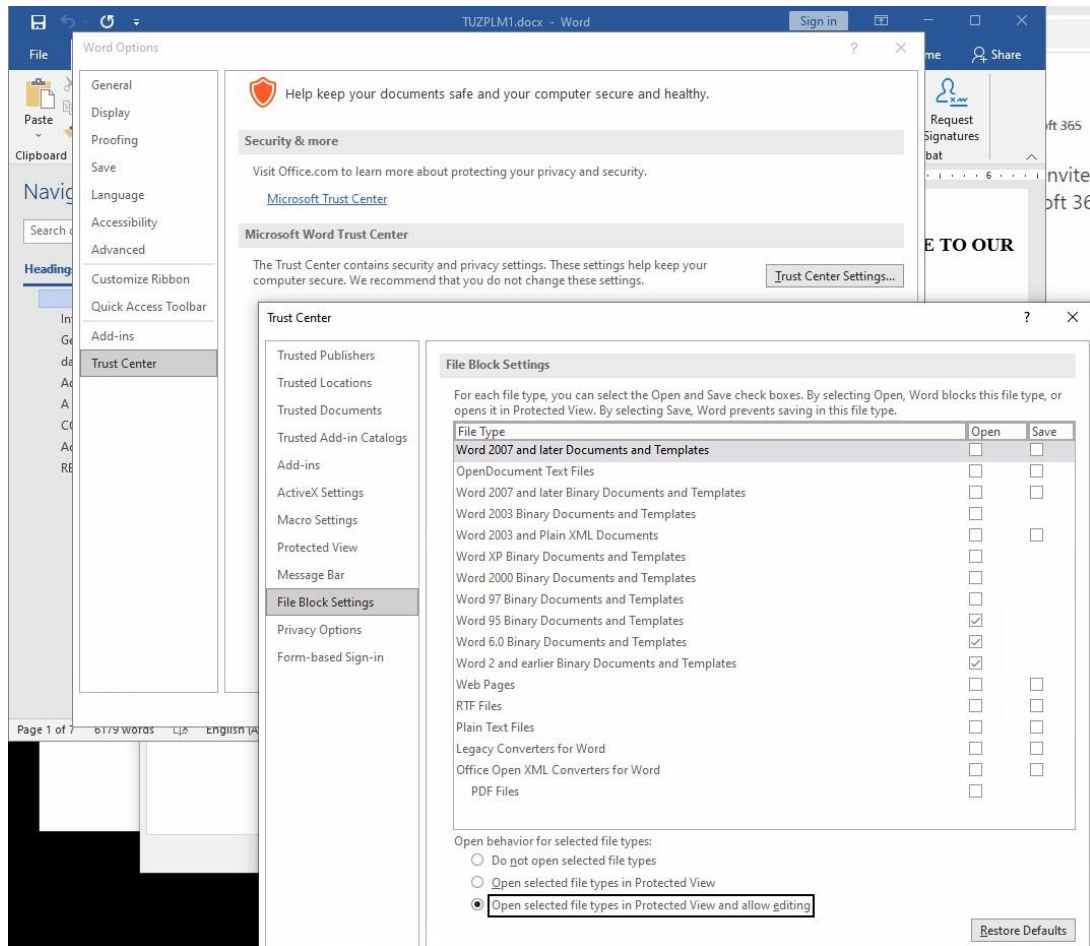 TUZPLM1.docx - Word
Sign in
File
Word Options
?
me
Share
General
Display
Proofing
Save
Language
Accessibility
Advanced
Customize Ribbon
Quick Access Toolbar
Add-ins
Trust Center
Paste
Clipboard
Search
Heading
Help keep your documents safe and your computer secure and healthy.
Security & more
Visit Office.com to learn more about protecting your privacy and security.
Microsoft Trust Center
Microsoft Word Trust Center
The Trust Center contains security and privacy settings. These settings help keep your
computer secure. We recommend that you do not change these settings.
Trust Center Settings...
Request
Signatures
bat
6
ft 365
nvite
oft 36
E TO OUR
Trust Center
?
Trusted Publishers
Trusted Locations
Trusted Documents
Trusted Add-in Catalogs
Add-ins
ActiveX Settings
Macro Settings
Protected View
Message Bar
File Block Settings
Privacy Options
Form-based Sign-in
File Block Settings
For each file type, you can select the Open and Save check boxes. By selecting Open, Word blocks this file type, or
opens it in Protected View. By selecting Save, Word prevents saving in this file type.
File Type Open Save
Word 2007 and later Documents and Templates
OpenDocument Text Files
Word 2007 and later Binary Documents and Templates
Word 2003 Binary Documents and Templates
Word 2003 and Plain XML Documents
Word XP Binary Documents and Templates
Word 2000 Binary Documents and Templates
Word 97 Binary Documents and Templates
Word 95 Binary Documents and Templates
Word 6.0 Binary Documents and Templates
Word 2 and earlier Binary Documents and Templates
Web Pages
RTF Files
Plain Text Files
Legacy Converters for Word
Office Open XML Converters for Word
PDF Files
Open behavior for selected file types:
Do not open selected file types
Open selected file types in Protected View
Open selected file types in Protected View and allow editing
Restore Defaults
Page 1 of 7 6179 words English (A